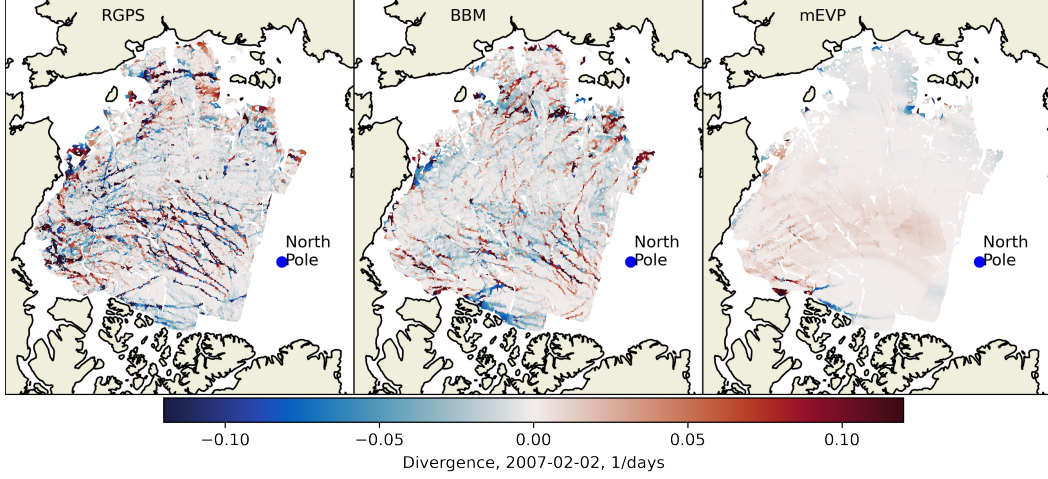 RGPS
BBM
mEVP
North
Pole
North
Pole
North
Pole
−0.10
−0.05
0.00
0.05
0.10
Divergence, 2007-02-02, 1/days